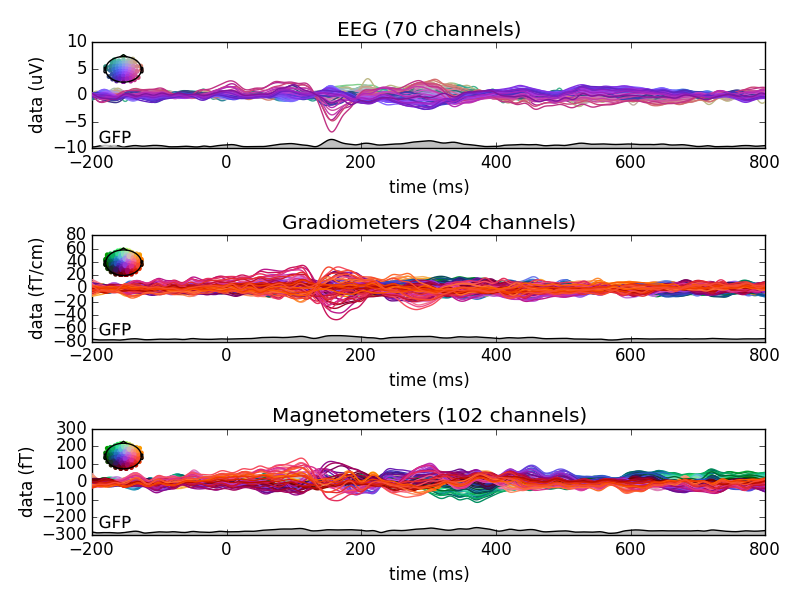 EEG (70 channels)
10
5
0
−5
−10
data (uV)
GFP
−200 0 200 400 600 800
time (ms)
Gradiometers (204 channels)
80
60
40
20
0
−20
−40
−60
−80
data (fT/cm)
GFP
−200 0 200 400 600 800
time (ms)
Magnetometers (102 channels)
300
200
100
0
−100
−200
−300
data (fT)
GFP
−200 0 200 400 600 800
time (ms)